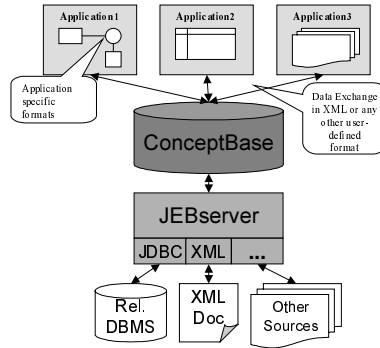 Application1
Application2
Application3
Application
specific
formats
Data Exchange
in XML or any
other user-
defined
format
ConceptBase
JEBserver
JDBC
XML
...
Rel.
DBMS
XML
Doc
Other
Sources